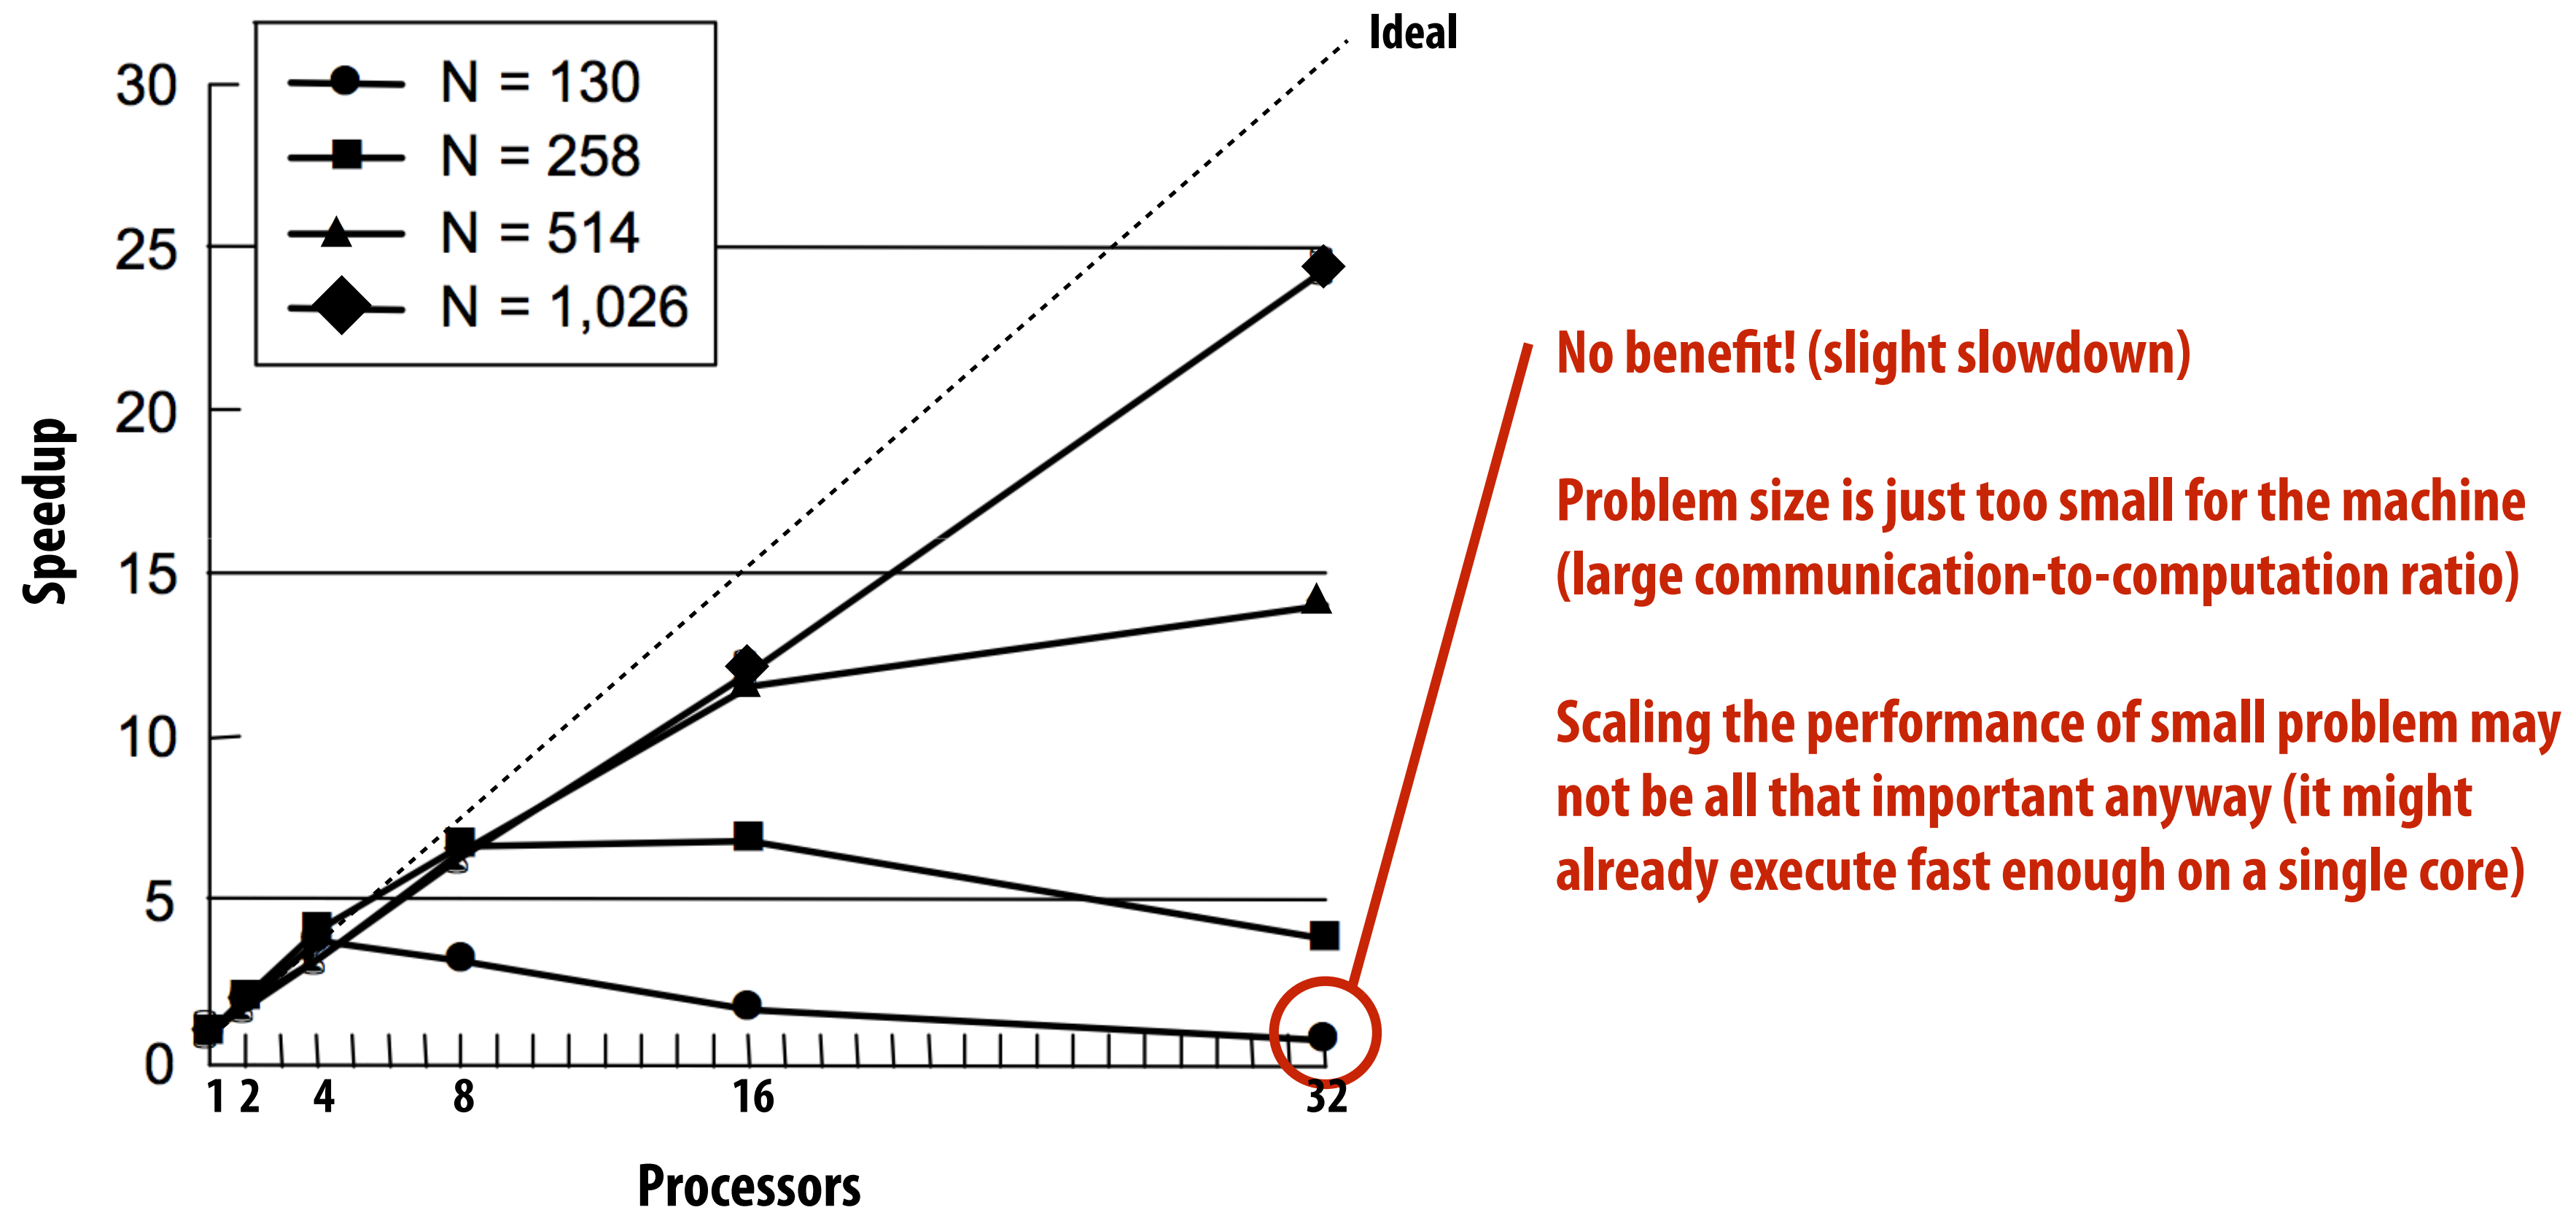 Ideal
N = 130
N = 258
N = 514
N = 1,026
30
25
20
15
10
5
0
Speedup
1 2 4 8 16 32
Processors
No benefit! (slight slowdown)
Problem size is just too small for the machine
(large communication-to-computation ratio)
Scaling the performance of small problem may
not be all that important anyway (it might
already execute fast enough on a single core)